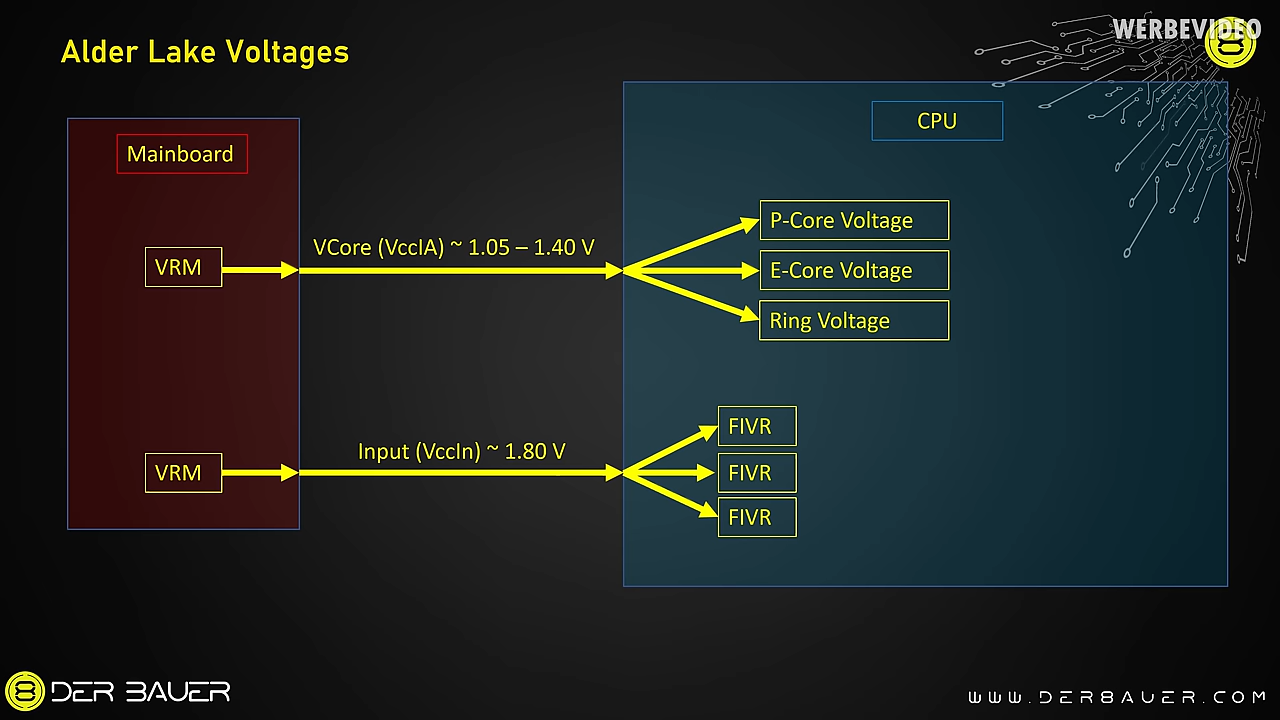 WERBEVIDEO
Alder Lake Voltages
CPU
Mainboard
P-Core Voltage
VCore (VccIA) ~ 1.05 – 1.40 V
VRM
E-Core Voltage
Ring Voltage
FIVR
Input (VccIn) ~ 1.80 V
VRM
FIVR
FIVR
8 DER BAUER
www.DER8AUER.COM